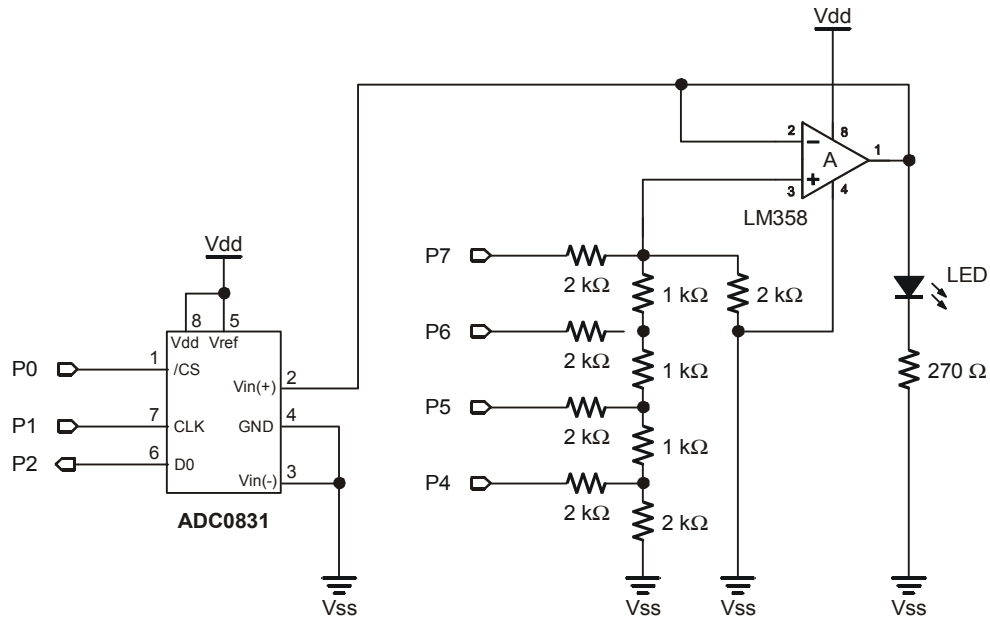 Vdd
2
8
A
1
3
4
LM358
Vdd
P7
2 kΩ
1 kΩ
2 kΩ
LED
8
5
Vdd
Vref
P6
2 kΩ
P0
1
/CS
Vin(+)
2
1 kΩ
270 Ω
P1
7
CLK
GND
4
P5
2 kΩ
1 kΩ
P2
6
D0
Vin(-)
3
P4
2 kΩ
2 kΩ
ADC0831
Vss
Vss
Vss
Vss